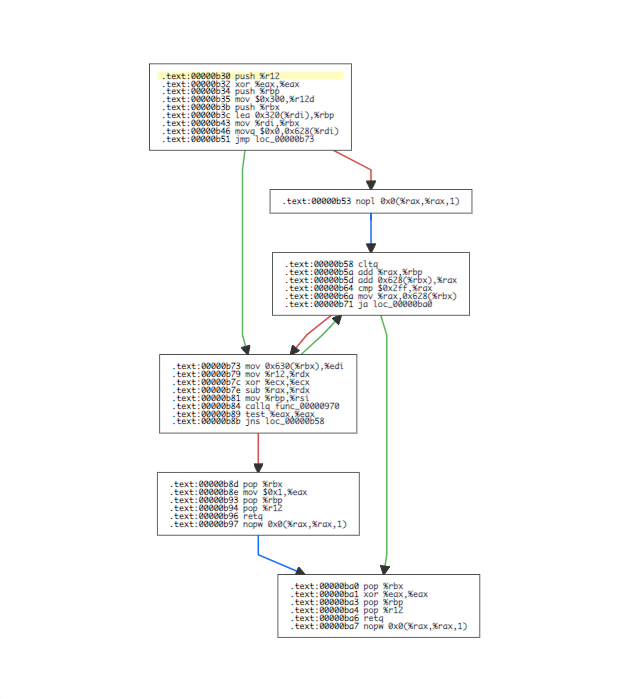 .text:00000b30 push %r12
.text:00000b32 xor %eax,%eax
.text:00000b34 push %rbp
.text:00000b35 mov $0x300,%r12d
.text:00000b3b push %rbx
.text:00000b3c lea 0x320(%rdi),%rbp
.text:00000b43 mov %rdi,%rbx
.text:00000b46 movq $0x0,0x628(%rdi)
.text:00000b51 jmp loc_00000b73
.text:00000b53 nopl 0x0(%rax,%rax,1)
.text:00000b58 cltq
.text:00000b5a add %rax,%rbp
.text:00000b5d add 0x628(%rbx),%rax
.text:00000b64 cmp $0x2ff,%rax
.text:00000b6a mov %rax,0x628(%rbx)
.text:00000b71 ja loc_00000ba0
.text:00000b73 mov 0x630(%rbx),%edi
.text:00000b79 mov %r12,%rdx
.text:00000b7c xor %ecx,%ecx
.text:00000b7e sub %rax,%rdx
.text:00000b81 mov %rbp,%rsi
.text:00000b84 callq func_00000970
.text:00000b89 test %eax,%eax
.text:00000b8b jns loc_00000b58
.text:00000b8d pop %rbx
.text:00000b8e mov $0x1,%eax
.text:00000b93 pop %rbp
.text:00000b94 pop %r12
.text:00000b96 retq
.text:00000b97 nopw 0x0(%rax,%rax,1)
.text:00000ba0 pop %rbx
.text:00000ba1 xor %eax,%eax
.text:00000ba3 pop %rbp
.text:00000ba4 pop %r12
.text:00000ba6 retq
.text:00000ba7 nopw 0x0(%rax,%rax,1)